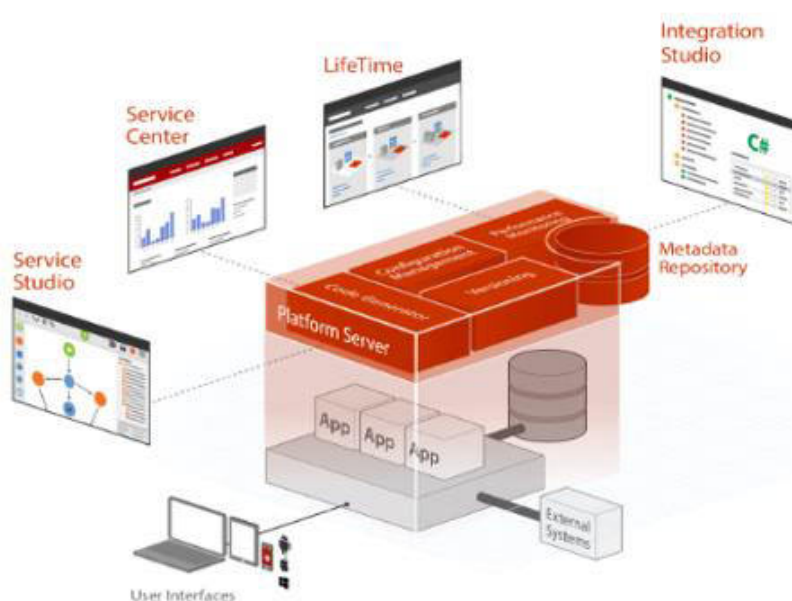 Integration
Studio
LifeTime
Service
Center
C#
Performance
Monitoring
Metadata
Repository
Configuration
Management
Service
Studio
Versioning
Code Generator
Platform Server
App
App
App
External
Systems
User Interfaces